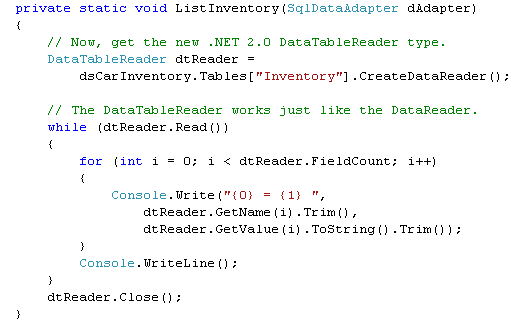 private static void ListInventory(SqlDataAdapter dAdapter)
{
    // Now, get the new .NET 2.0 DataTableReader type.
    DataTableReader dtReader =
        dsCarInventory.Tables["Inventory"].CreateDataReader();

    // The DataTableReader works just like the DataReader.
    while (dtReader.Read())
    {
        for (int i = 0; i < dtReader.FieldCount; i++)
        {
            Console.Write("{0} = {1} ",
                dtReader.GetName(i).Trim(),
                dtReader.GetValue(i).ToString().Trim());
        }
        Console.WriteLine();
    }
    dtReader.Close();
}